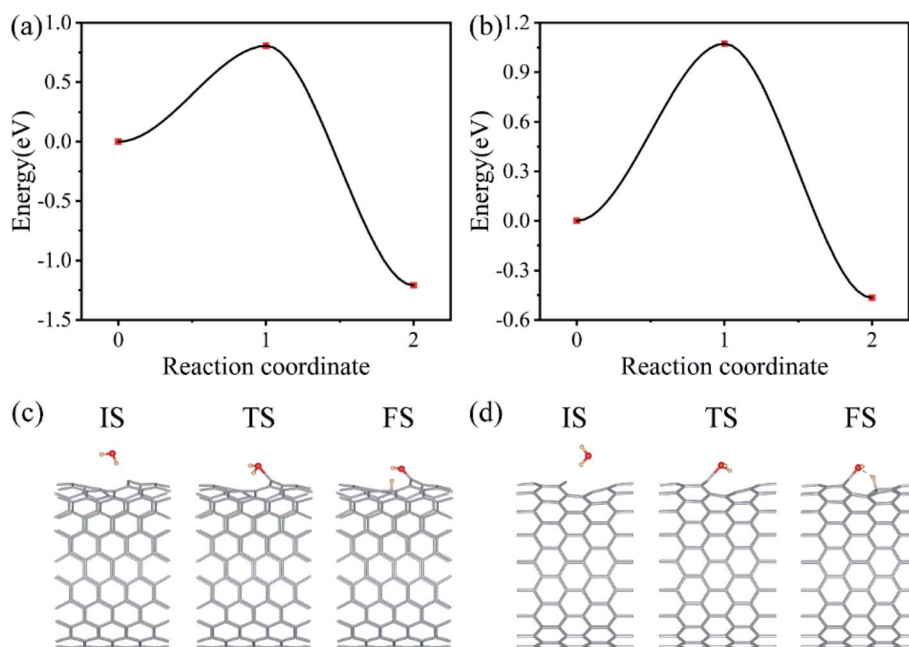 (a)
1.0
0.5
0.0
-0.5
-1.0
-1.5
Energy(eV)
0 1 2
Reaction coordinate
(b)
1.2
0.9
0.6
0.3
0.0
-0.3
-0.6
Energy(eV)
0 1 2
Reaction coordinate
(c) IS TS FS
(d) IS TS FS